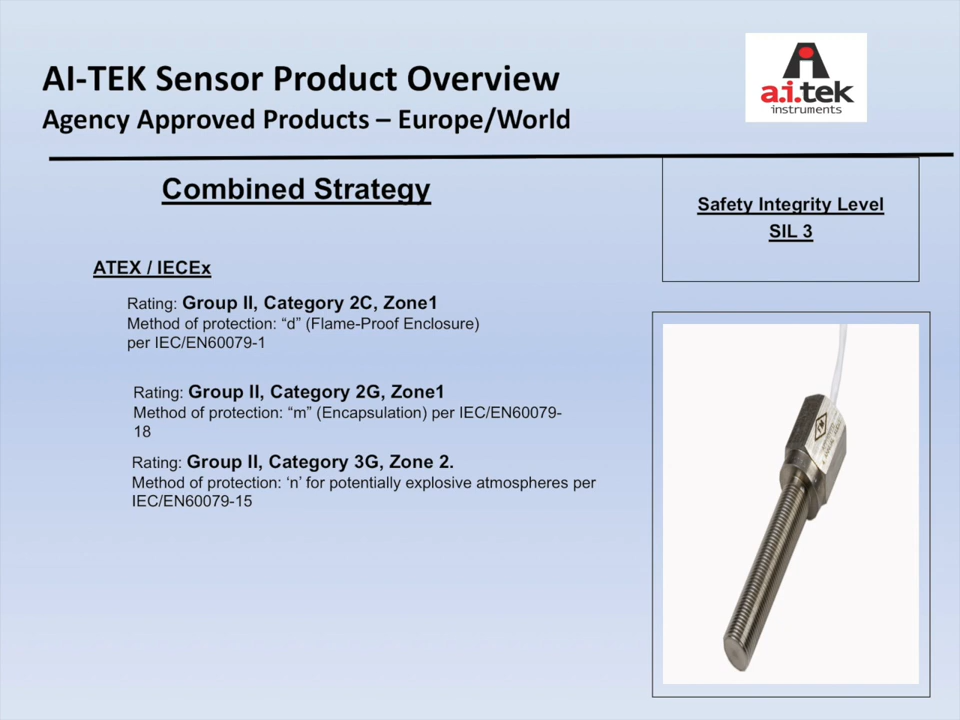 AI-TEK Sensor Product Overview
Agency Approved Products – Europe/World
a.i.tek
instruments
Combined Strategy
Safety Integrity Level
SIL 3
ATEX / IECEx
Rating: Group II, Category 2C, Zone1
Method of protection: “d” (Flame-Proof Enclosure)
per IEC/EN60079-1
Rating: Group II, Category 2G, Zone1
Method of protection: “m” (Encapsulation) per IEC/EN60079-
18
Rating: Group II, Category 3G, Zone 2.
Method of protection: ‘n’ for potentially explosive atmospheres per
IEC/EN60079-15